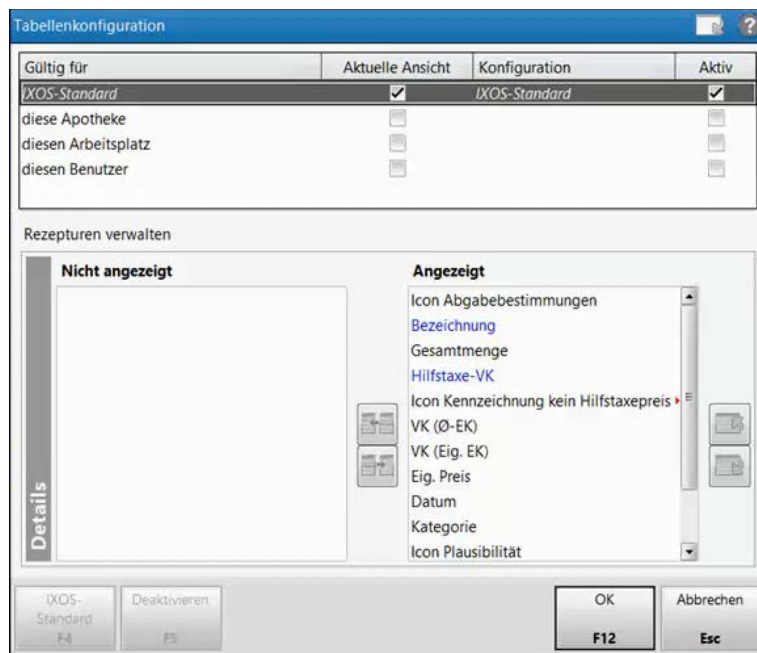 Tabellenkonfiguration
?
Gültig für Aktuelle Ansicht Konfiguration Aktiv
IXOS-Standard IXOS-Standard
diese Apotheke
diesen Arbeitsplatz
diesen Benutzer
Rezepturen verwalten
Details
Nicht angezeigt
Angezeigt
Icon Abgabebestimmungen
Bezeichnung
Gesamtmenge
Hilfstaxe-VK
Icon Kennzeichnung kein Hilfstaxepreis
VK (Ø-EK)
VK (Eig. EK)
Eig. Preis
Datum
Kategorie
Icon Plausibilität
IXOS-
Standard
F4
Deaktivieren
F5
OK
F12
Abbrechen
Esc